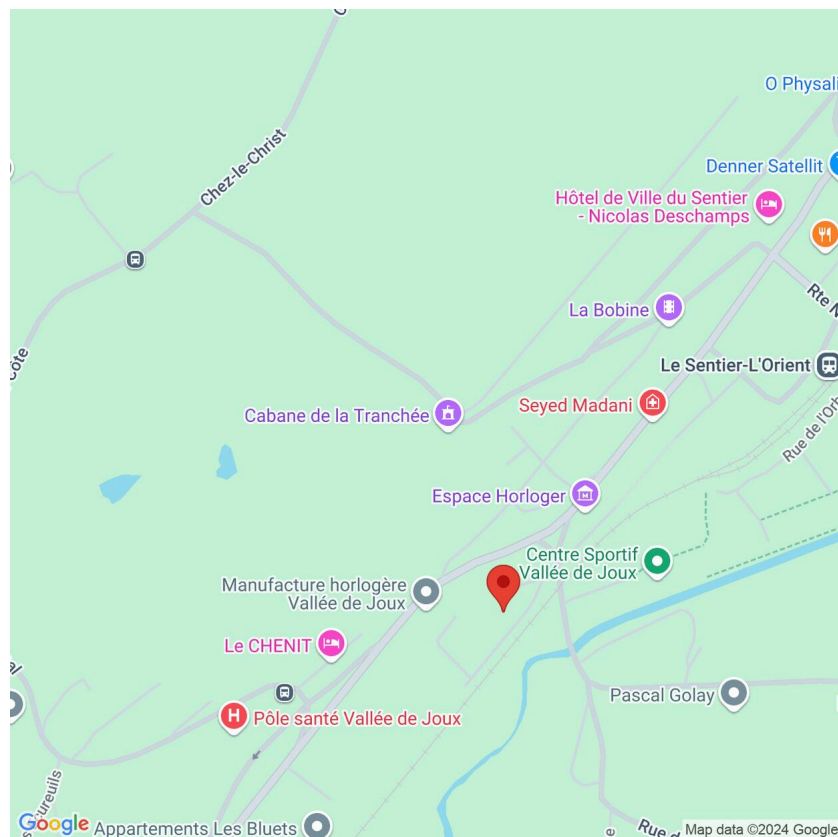 O Physali
Chez-le-Christ
Denner Satellit
Hôtel de Ville du Sentier
- Nicolas Deschamps
Rte N
La Bobine
Côte
Le Sentier-L'Orient
Seyed Madani
Cabane de la Tranchée
Rue de l'Orb
Espace Horloger
Centre Sportif
Vallée de Joux
Manufacture horlogère
Vallée de Joux
Le CHENIT
Pascal Golay
H
Pôle santé Vallée de Joux
cureuils
Google
Appartements Les Bluets
Rue d
Map data ©2024 Google